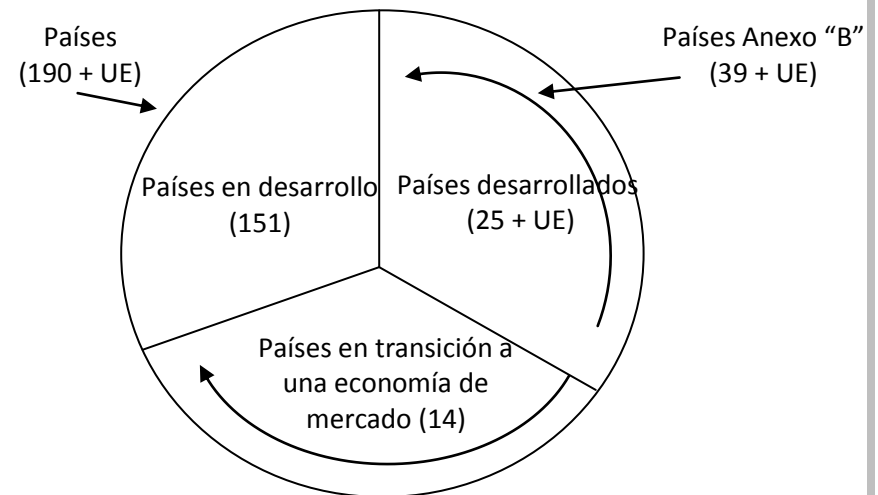 Países
(190 + UE)
Países Anexo “B”
(39 + UE)
Países en desarrollo
(151)
Países desarrollados
(25 + UE)
Países en transición a
una economía de
mercado (14)